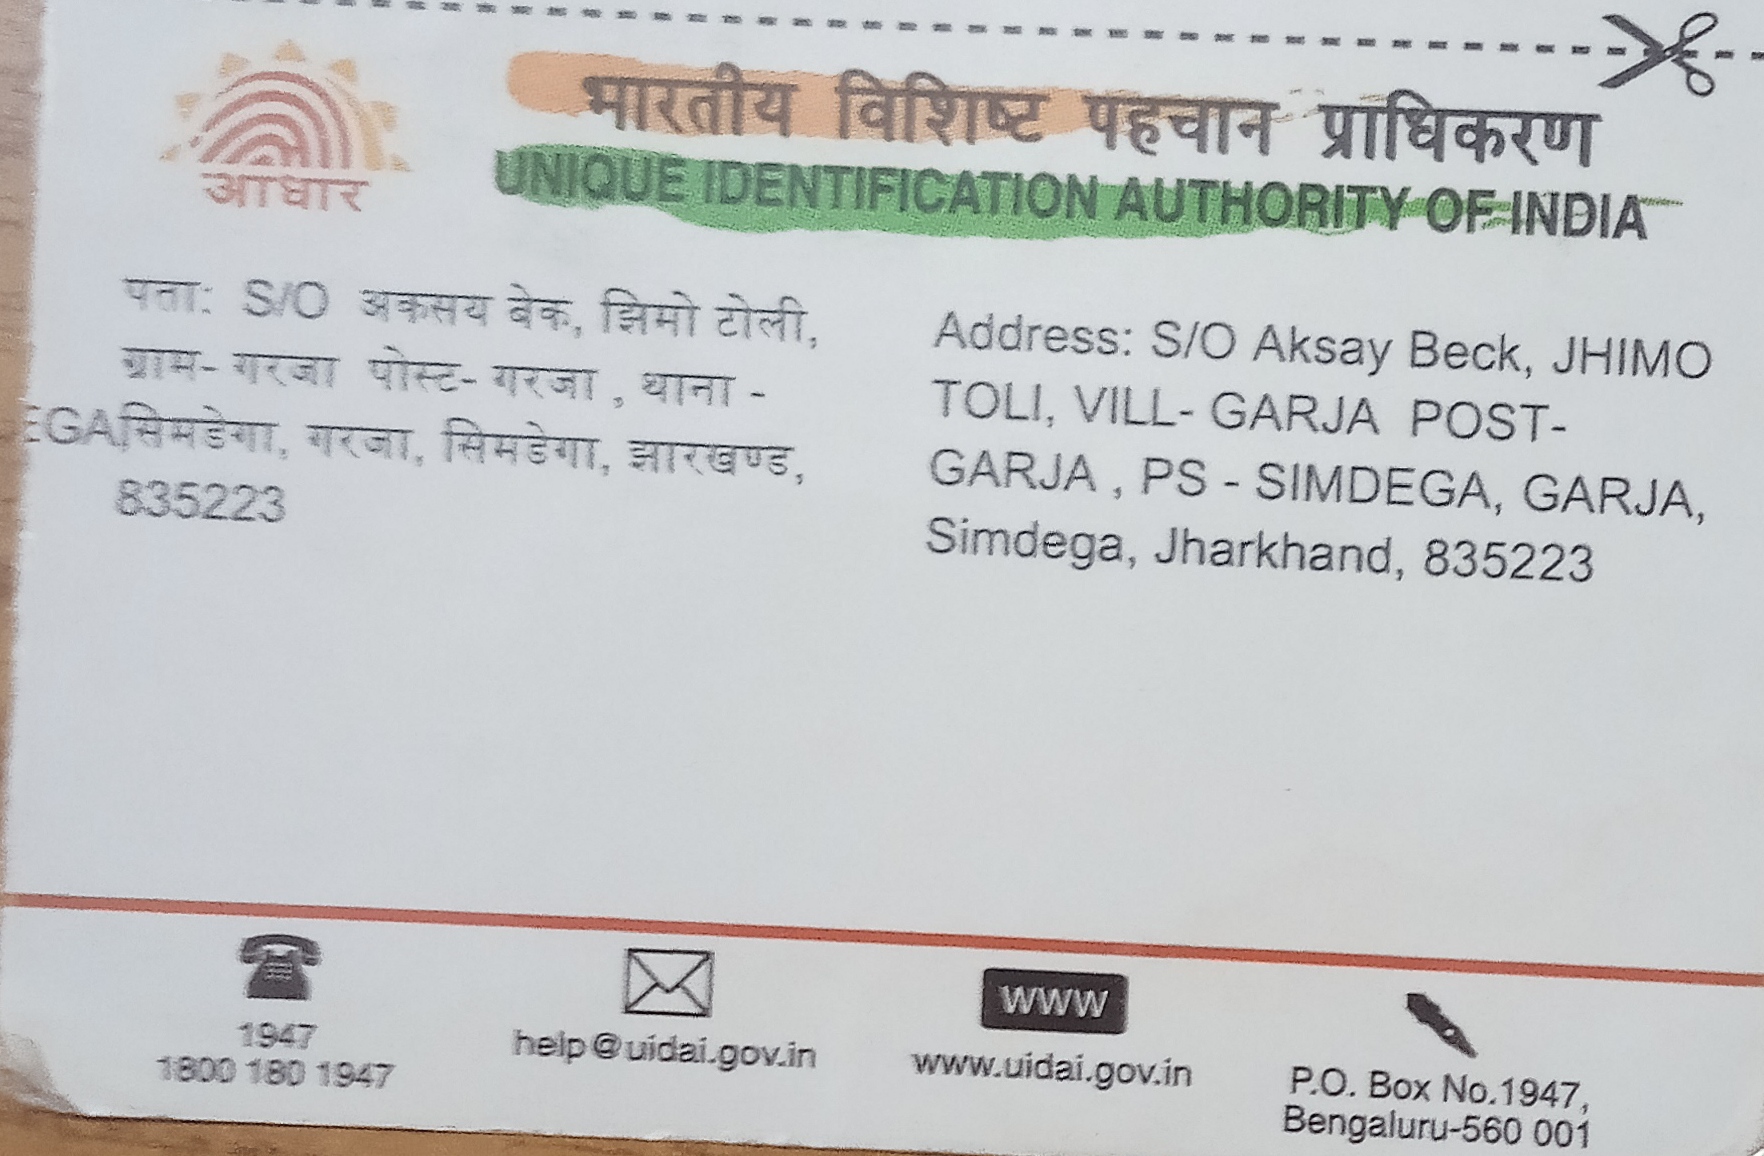 आधार
भारतीय विशिष्ट पहचान प्राधिकरण
UNIQUE IDENTIFICATION AUTHORITY OF INDIA
पता: S/O अकसय बेक, झिमो टोली,
ग्राम- गरजा पोस्ट- गरजा , थाना -
EGA, सिमडेगा, गरजा, सिमडेगा, झारखण्ड,
835223
Address: S/O Aksay Beck, JHIMO
TOLI, VILL- GARJA POST-
GARJA , PS - SIMDEGA, GARJA,
Simdega, Jharkhand, 835223
1947
1800 180 1947
help@uidai.gov.in
www
www.uidai.gov.in
P.O. Box No.1947,
Bengaluru-560 001